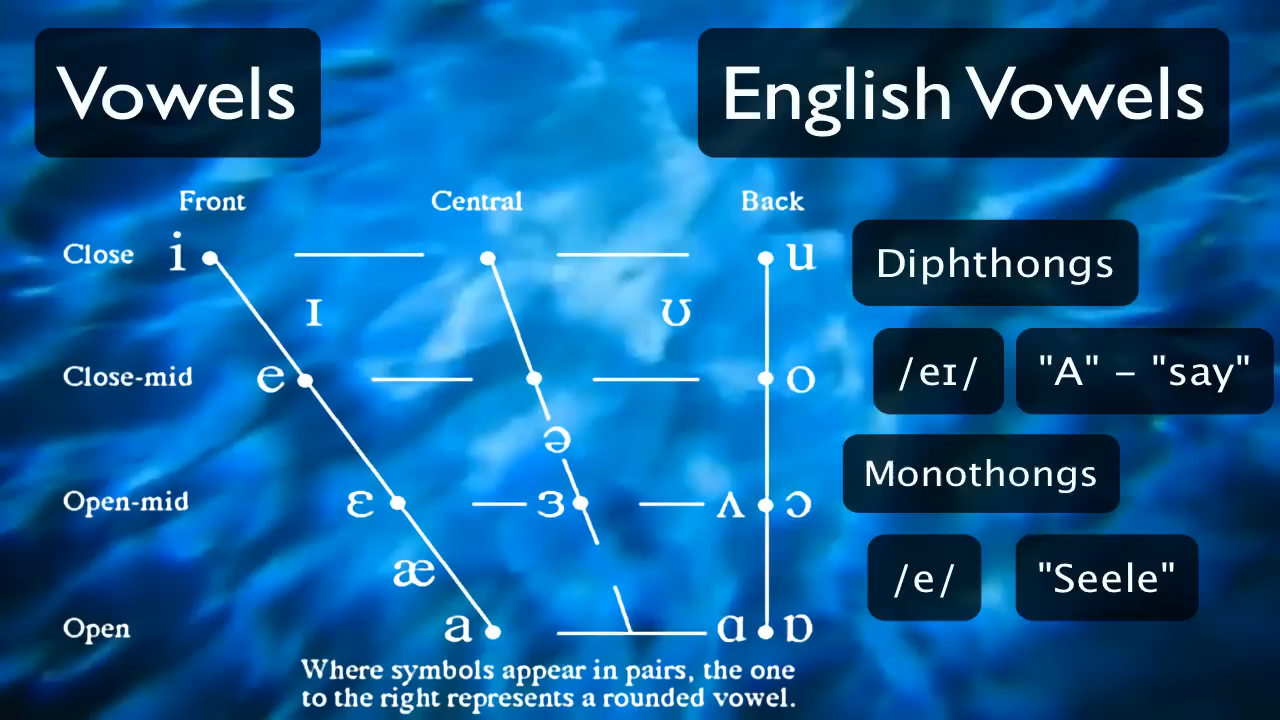 Vowels
English Vowels
Front Central Back
Close i u
ɪ ʊ
Close-mid e o
ə
Open-mid ɛ ɜ ʌ ɔ
æ
Open a ɑ ɒ
Where symbols appear in pairs, the one
to the right represents a rounded vowel.
Diphthongs
/eɪ/ "A" – "say"
Monothongs
/e/ "Seele"